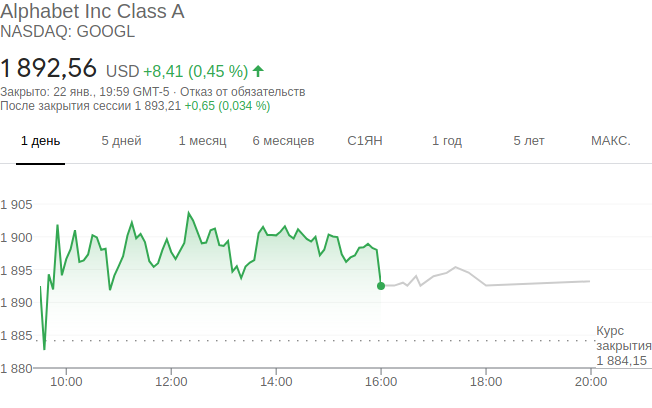 Alphabet Inc Class A
NASDAQ: GOOGL
1 892,56 USD +8,41 (0,45 %)
Закрыто: 22 янв., 19:59 GMT-5 · Отказ от обязательств
После закрытия сессии 1 893,21 +0,65 (0,034 %)
1 день 5 дней 1 месяц 6 месяцев С1ЯН 1 год 5 лет МАКС.
1 905
1 900
1 895
1 890
1 885
Курс
закрытия
1 884,15
1 880
10:00 12:00 14:00 16:00 18:00 20:00